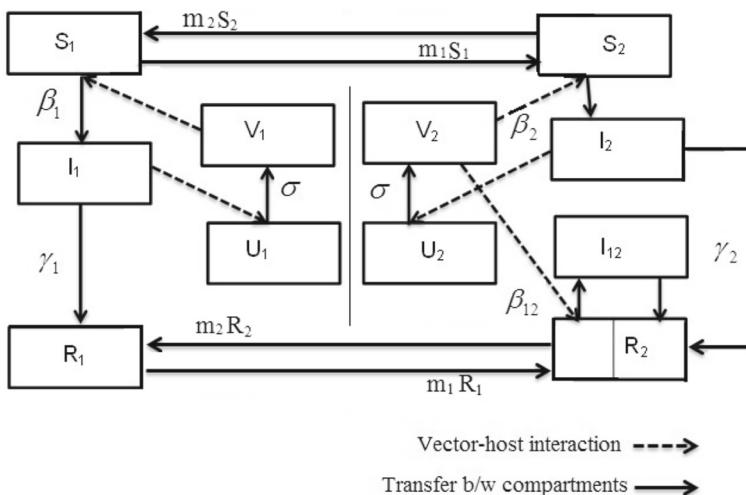 m₂S₂
S₁
S₂
m₁S₁
β₁
V₁
V₂
β₂
I₂
I₁
σ
σ
U₁
U₂
I₁₂
γ₁
γ₂
β₁₂
m₂R₂
R₁
R₂
m₁R₁
Vector-host interaction
Transfer b/w compartments